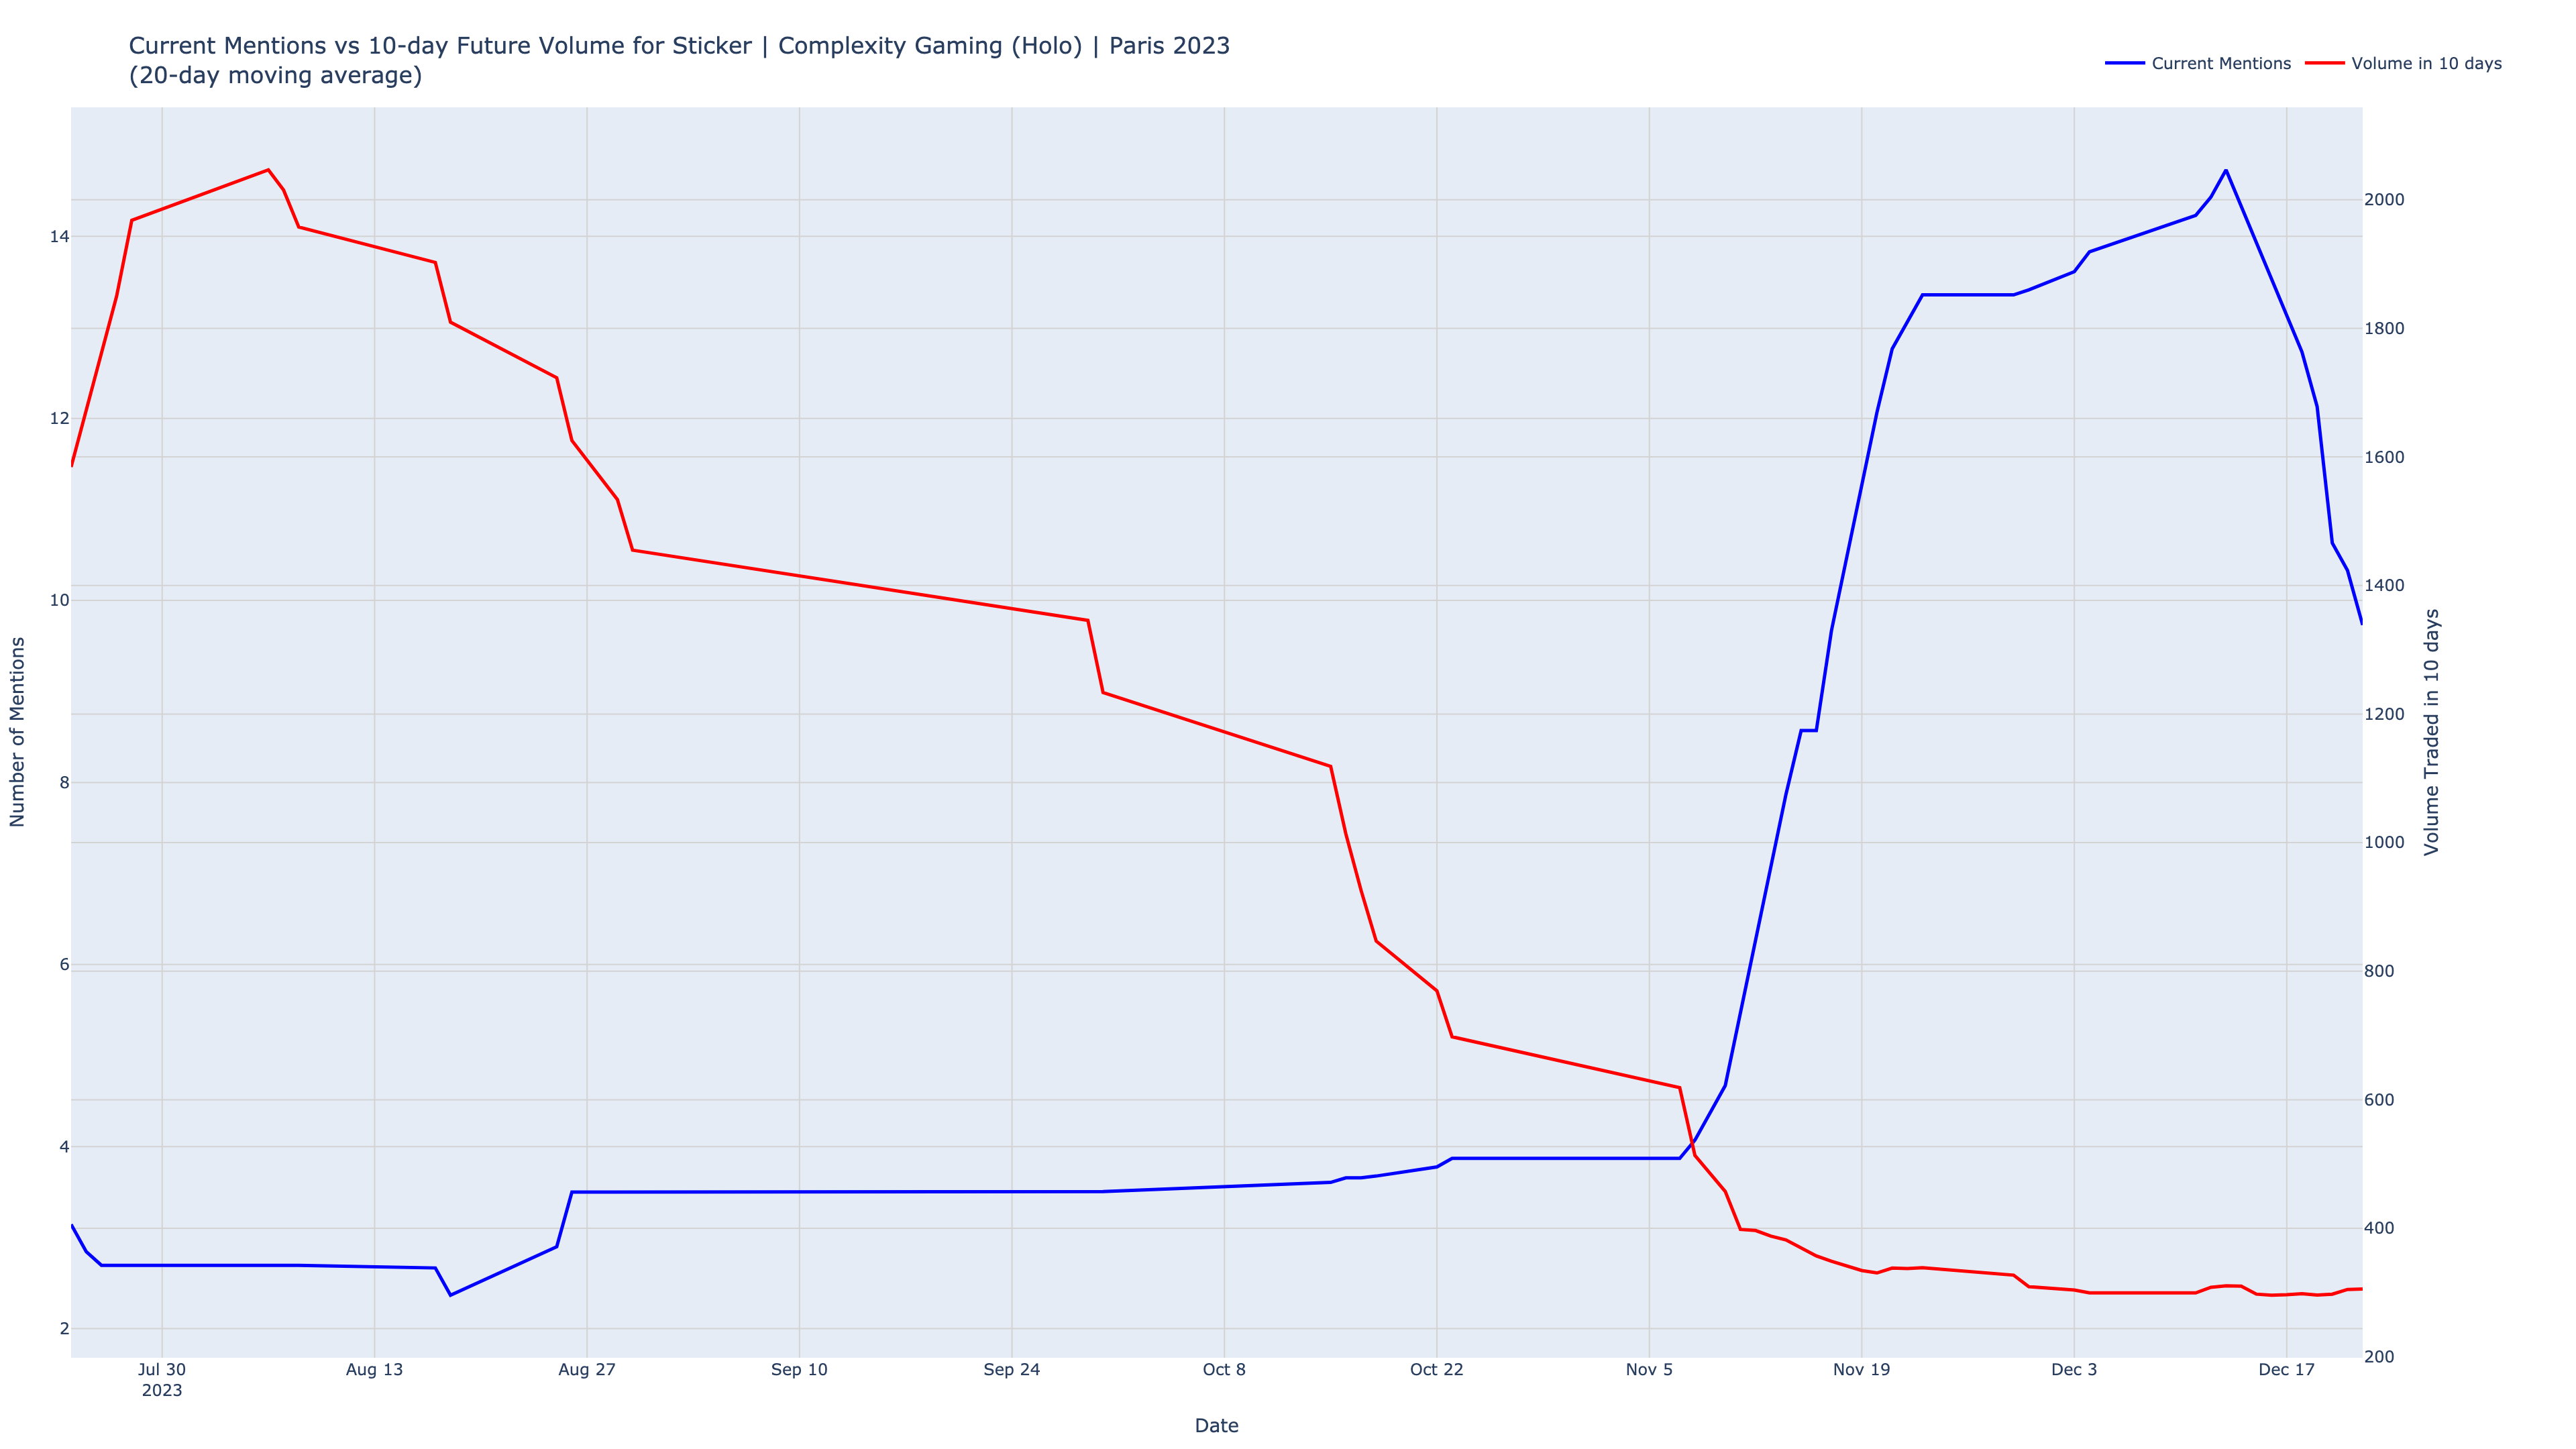 Current Mentions vs 10-day Future Volume for Sticker | Complexity Gaming (Holo) | Paris 2023
(20-day moving average)
Current Mentions
Volume in 10 days
Number of Mentions
14
12
10
8
6
4
2
2000
1800
1600
1400
1200
1000
800
600
400
200
Volume Traded in 10 days
Jul 30
2023
Aug 13
Aug 27
Sep 10
Sep 24
Oct 8
Oct 22
Nov 5
Nov 19
Dec 3
Dec 17
Date